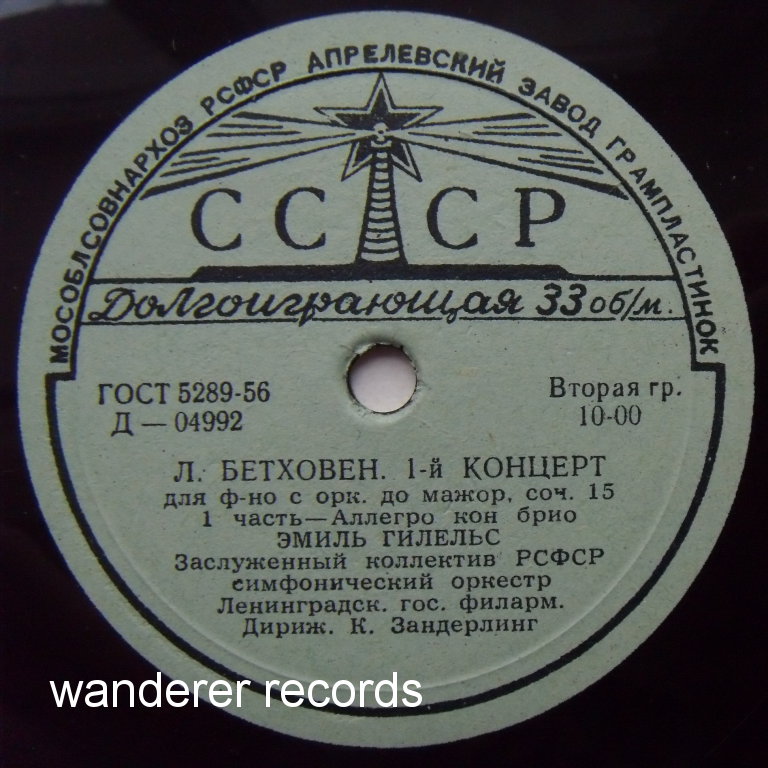 МОСОБЛСОВНАРХОЗ РСФСР АПРЕЛЕВСКИЙ ЗАВОД ГРАМПЛАСТИНОК
СССР
Долгоиграющая 33 об/м.
ГОСТ 5289-56
Д — 04992
Вторая гр.
10-00
Л. БЕТХОВЕН. 1-й КОНЦЕРТ
для ф-но с орк. до мажор, соч. 15
1 часть—Аллегро кон брио
ЭМИЛЬ ГИЛЕЛЬС
Заслуженный коллектив РСФСР
симфонический оркестр
Ленинградск. гос. филарм.
Дириж. К. Зандерлинг
wanderer records